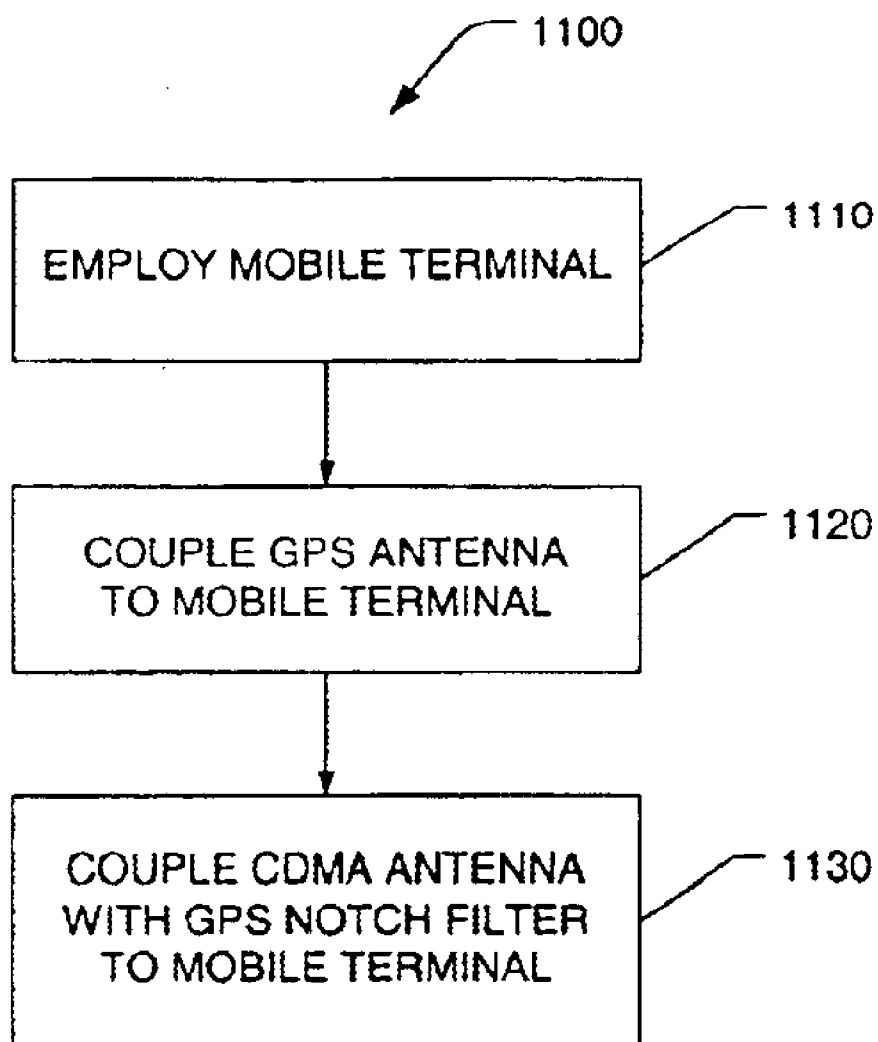 1100
EMPLOY MOBILE TERMINAL
1110
COUPLE GPS ANTENNA
TO MOBILE TERMINAL
1120
COUPLE CDMA ANTENNA
WITH GPS NOTCH FILTER
TO MOBILE TERMINAL
1130